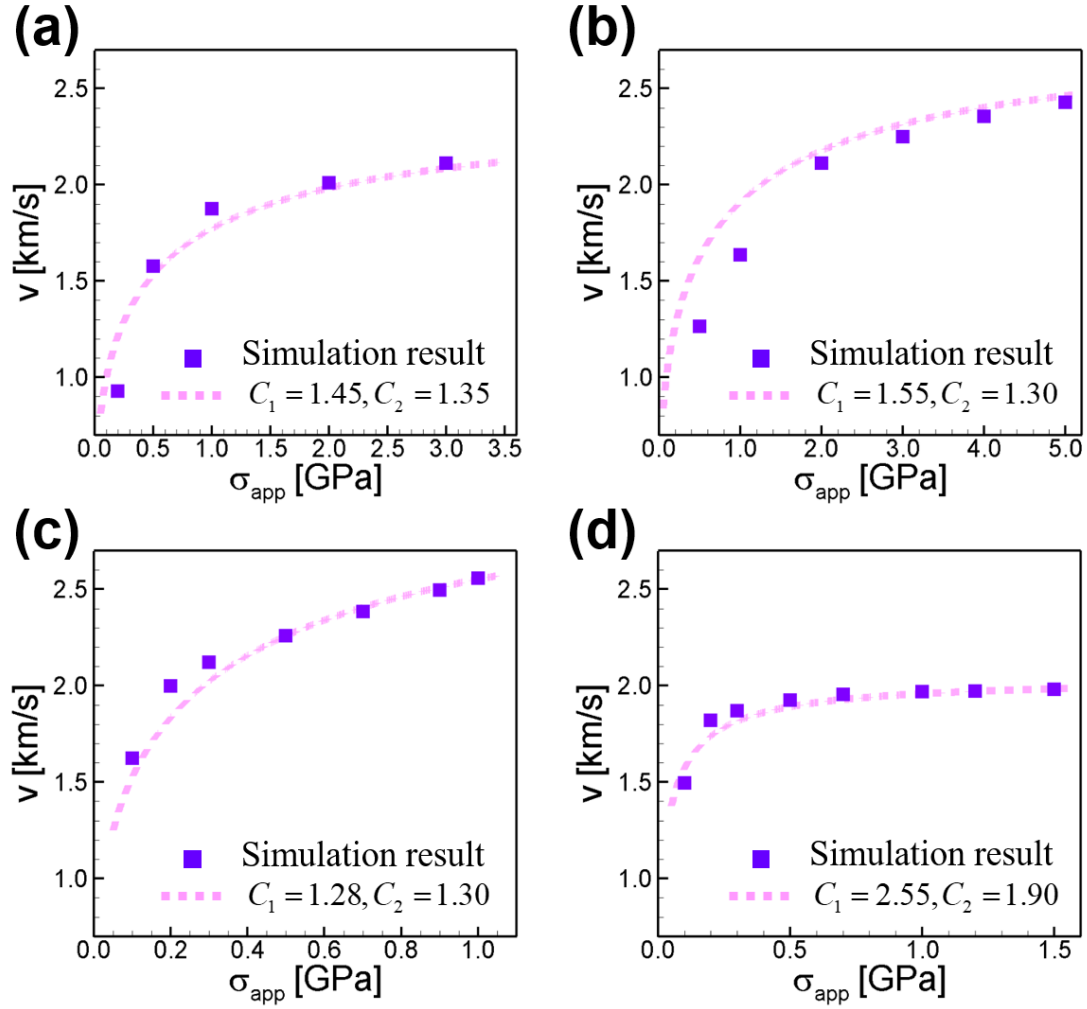 (a)
2.5
2.0
1.5
1.0
v [km/s]
Simulation result
C₁ = 1.45, C₂ = 1.35
0.0 0.5 1.0 1.5 2.0 2.5 3.0 3.5
σapp [GPa]
(b)
2.5
2.0
1.5
1.0
v [km/s]
Simulation result
C₁ = 1.55, C₂ = 1.30
0.0 1.0 2.0 3.0 4.0 5.0
σapp [GPa]
(c)
2.5
2.0
1.5
1.0
v [km/s]
Simulation result
C₁ = 1.28, C₂ = 1.30
0.0 0.2 0.4 0.6 0.8 1.0
σapp [GPa]
(d)
2.5
2.0
1.5
1.0
v [km/s]
Simulation result
C₁ = 2.55, C₂ = 1.90
0.0 0.5 1.0 1.5
σapp [GPa]